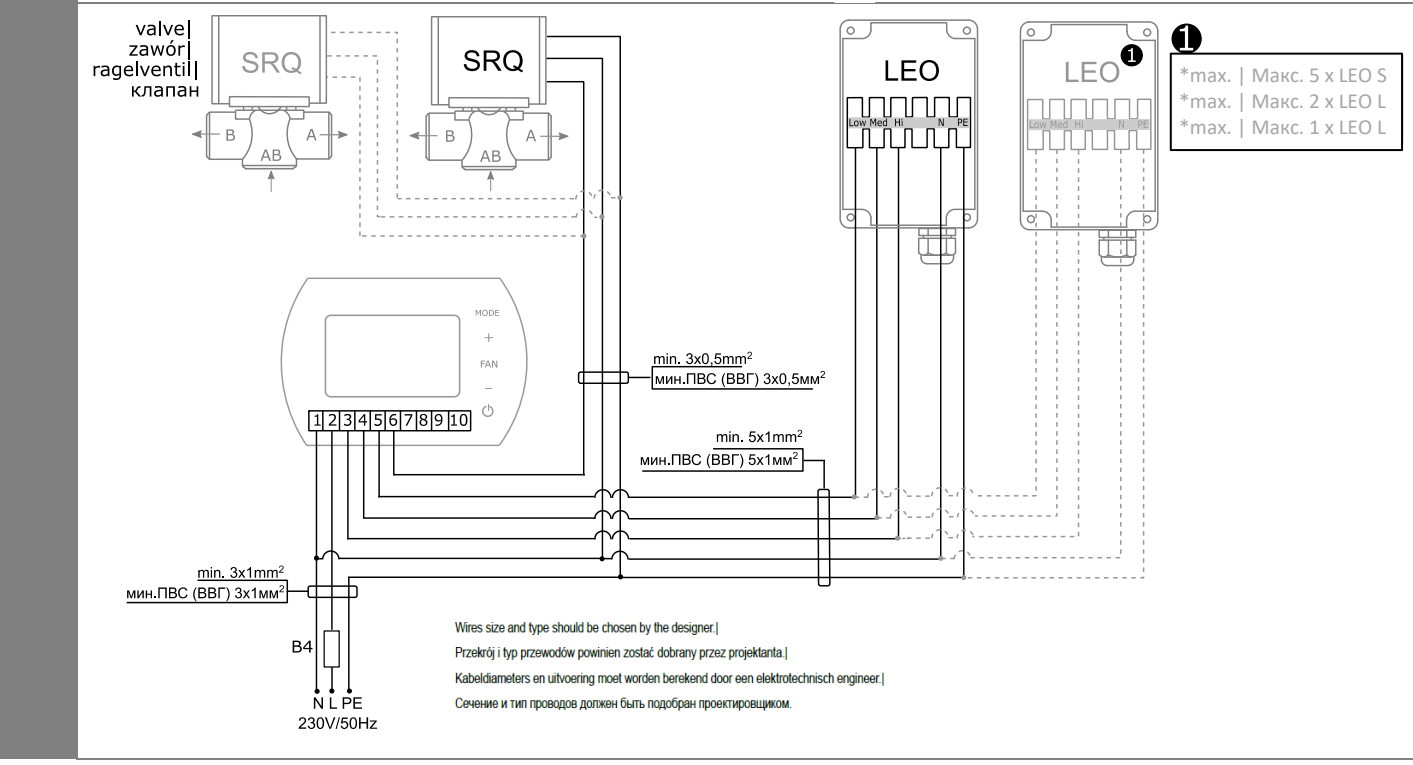 valve|
zawór|
ragelventil|
клапан
SRQ
B
A
AB
SRQ
B
A
AB
LEO
Low Med Hi N PE
LEO
1
Low Med Hi N PE
1
*max. | Макс. 5 x LEO S
*max. | Макс. 2 x LEO L
*max. | Макс. 1 x LEO L
MODE
+
FAN
−
1 2 3 4 5 6 7 8 9 10
min. 3x0,5mm²
мин.ПВС (ВВГ) 3x0,5мм²
min. 5x1mm²
мин.ПВС (ВВГ) 5x1мм²
min. 3x1mm²
мин.ПВС (ВВГ) 3x1мм²
B4
N L PE
230V/50Hz
Wires size and type should be chosen by the designer.|
Przekrój i typ przewodów powinien zostać dobrany przez projektanta.|
Kabeldiameters en uitvoering moet worden berekend door een elektrotechnisch engineer.|
Сечение и тип проводов должен быть подобран проектировщиком.